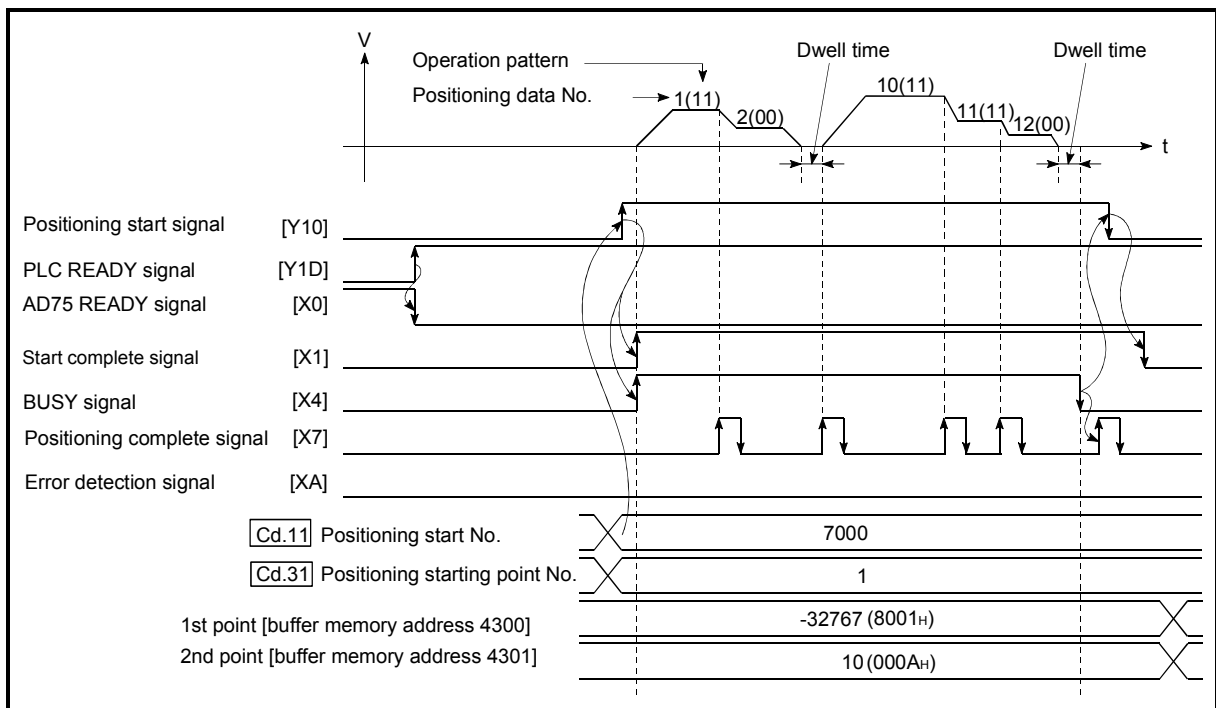 V
Operation pattern
Dwell time
Dwell time
Positioning data No.
1(11)
2(00)
10(11)
11(11)
12(00)
t
Positioning start signal [Y10]
PLC READY signal [Y1D]
AD75 READY signal [X0]
Start complete signal [X1]
BUSY signal [X4]
Positioning complete signal [X7]
Error detection signal [XA]
Cd.11 Positioning start No. 7000
Cd.31 Positioning starting point No. 1
1st point [buffer memory address 4300] -32767 (8001H)
2nd point [buffer memory address 4301] 10 (000AH)